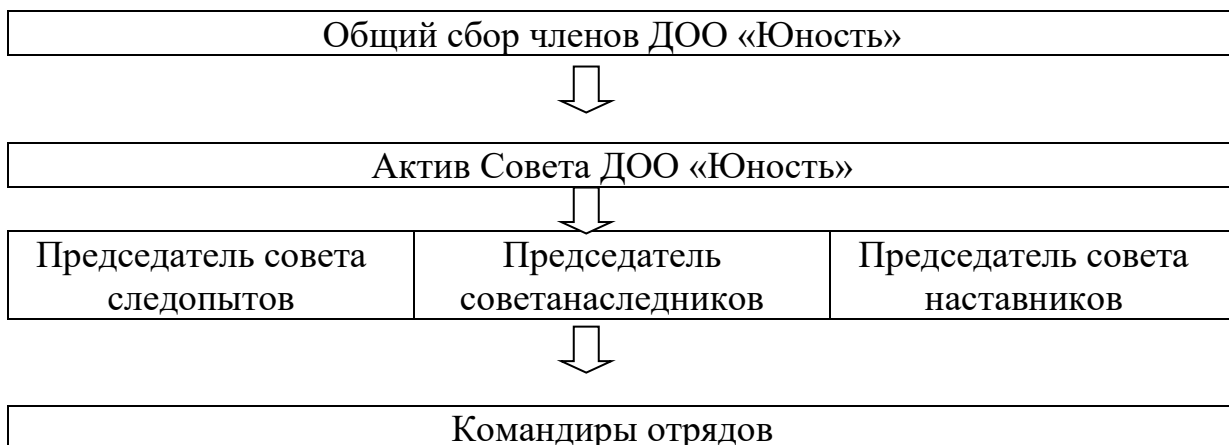 Общий сбор членов ДОО «Юность»
Актив Совета ДОО «Юность»
Председатель совета
следопытов
Председатель
советанаследников
Председатель совета
наставников
Командиры отрядов